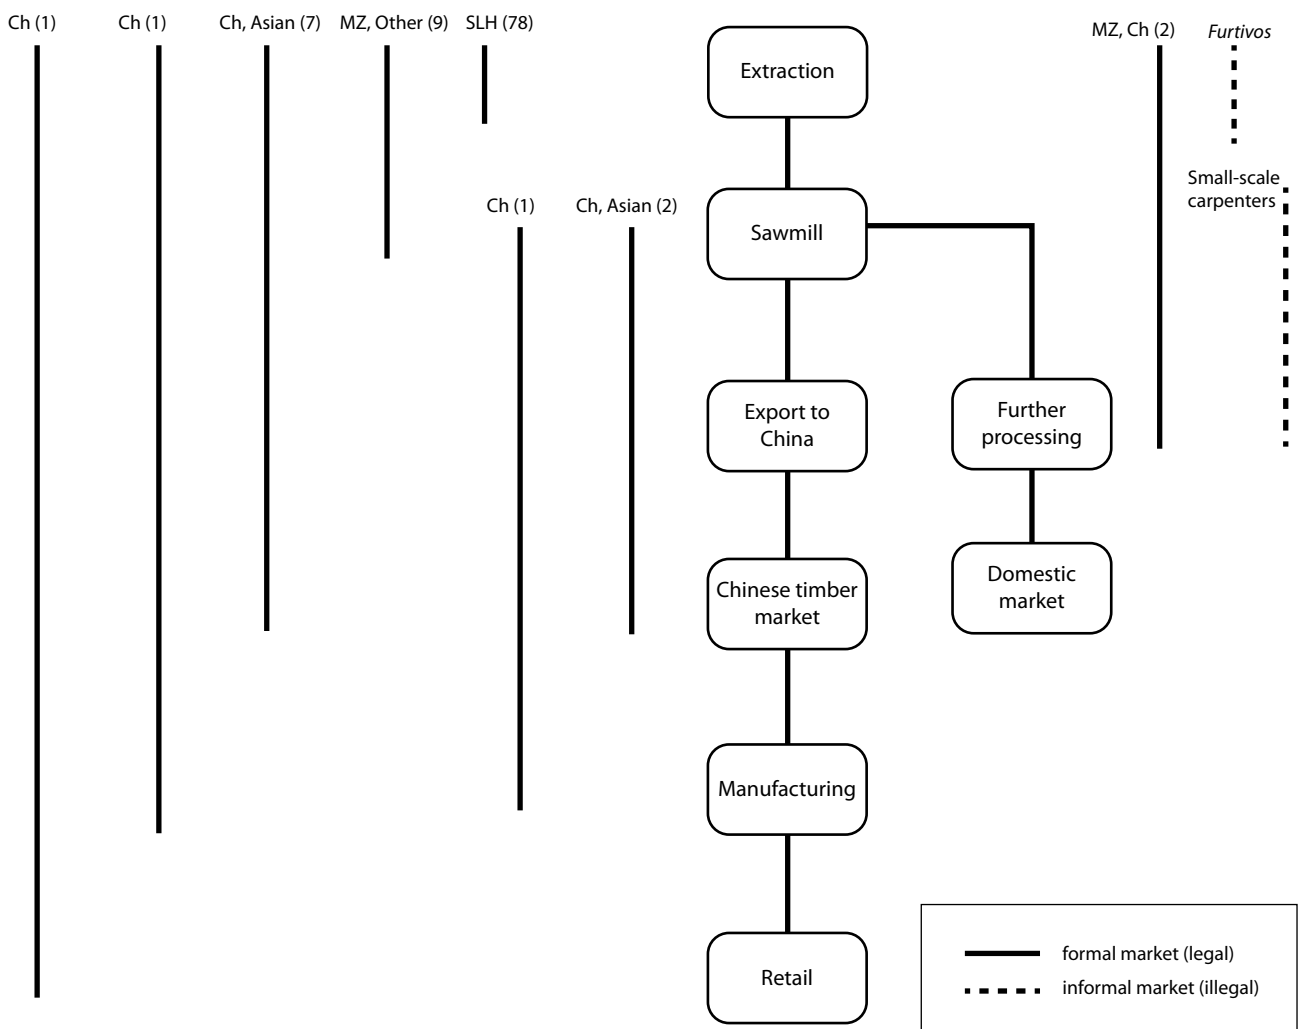 Ch (1)
Ch (1)
Ch, Asian (7)
MZ, Other (9)
SLH (78)
MZ, Ch (2)
Furtivos
Extraction
Small-scale
carpenters
Ch (1)
Ch, Asian (2)
Sawmill
Export to
China
Further
processing
Chinese timber
market
Domestic
market
Manufacturing
Retail
formal market (legal)
informal market (illegal)